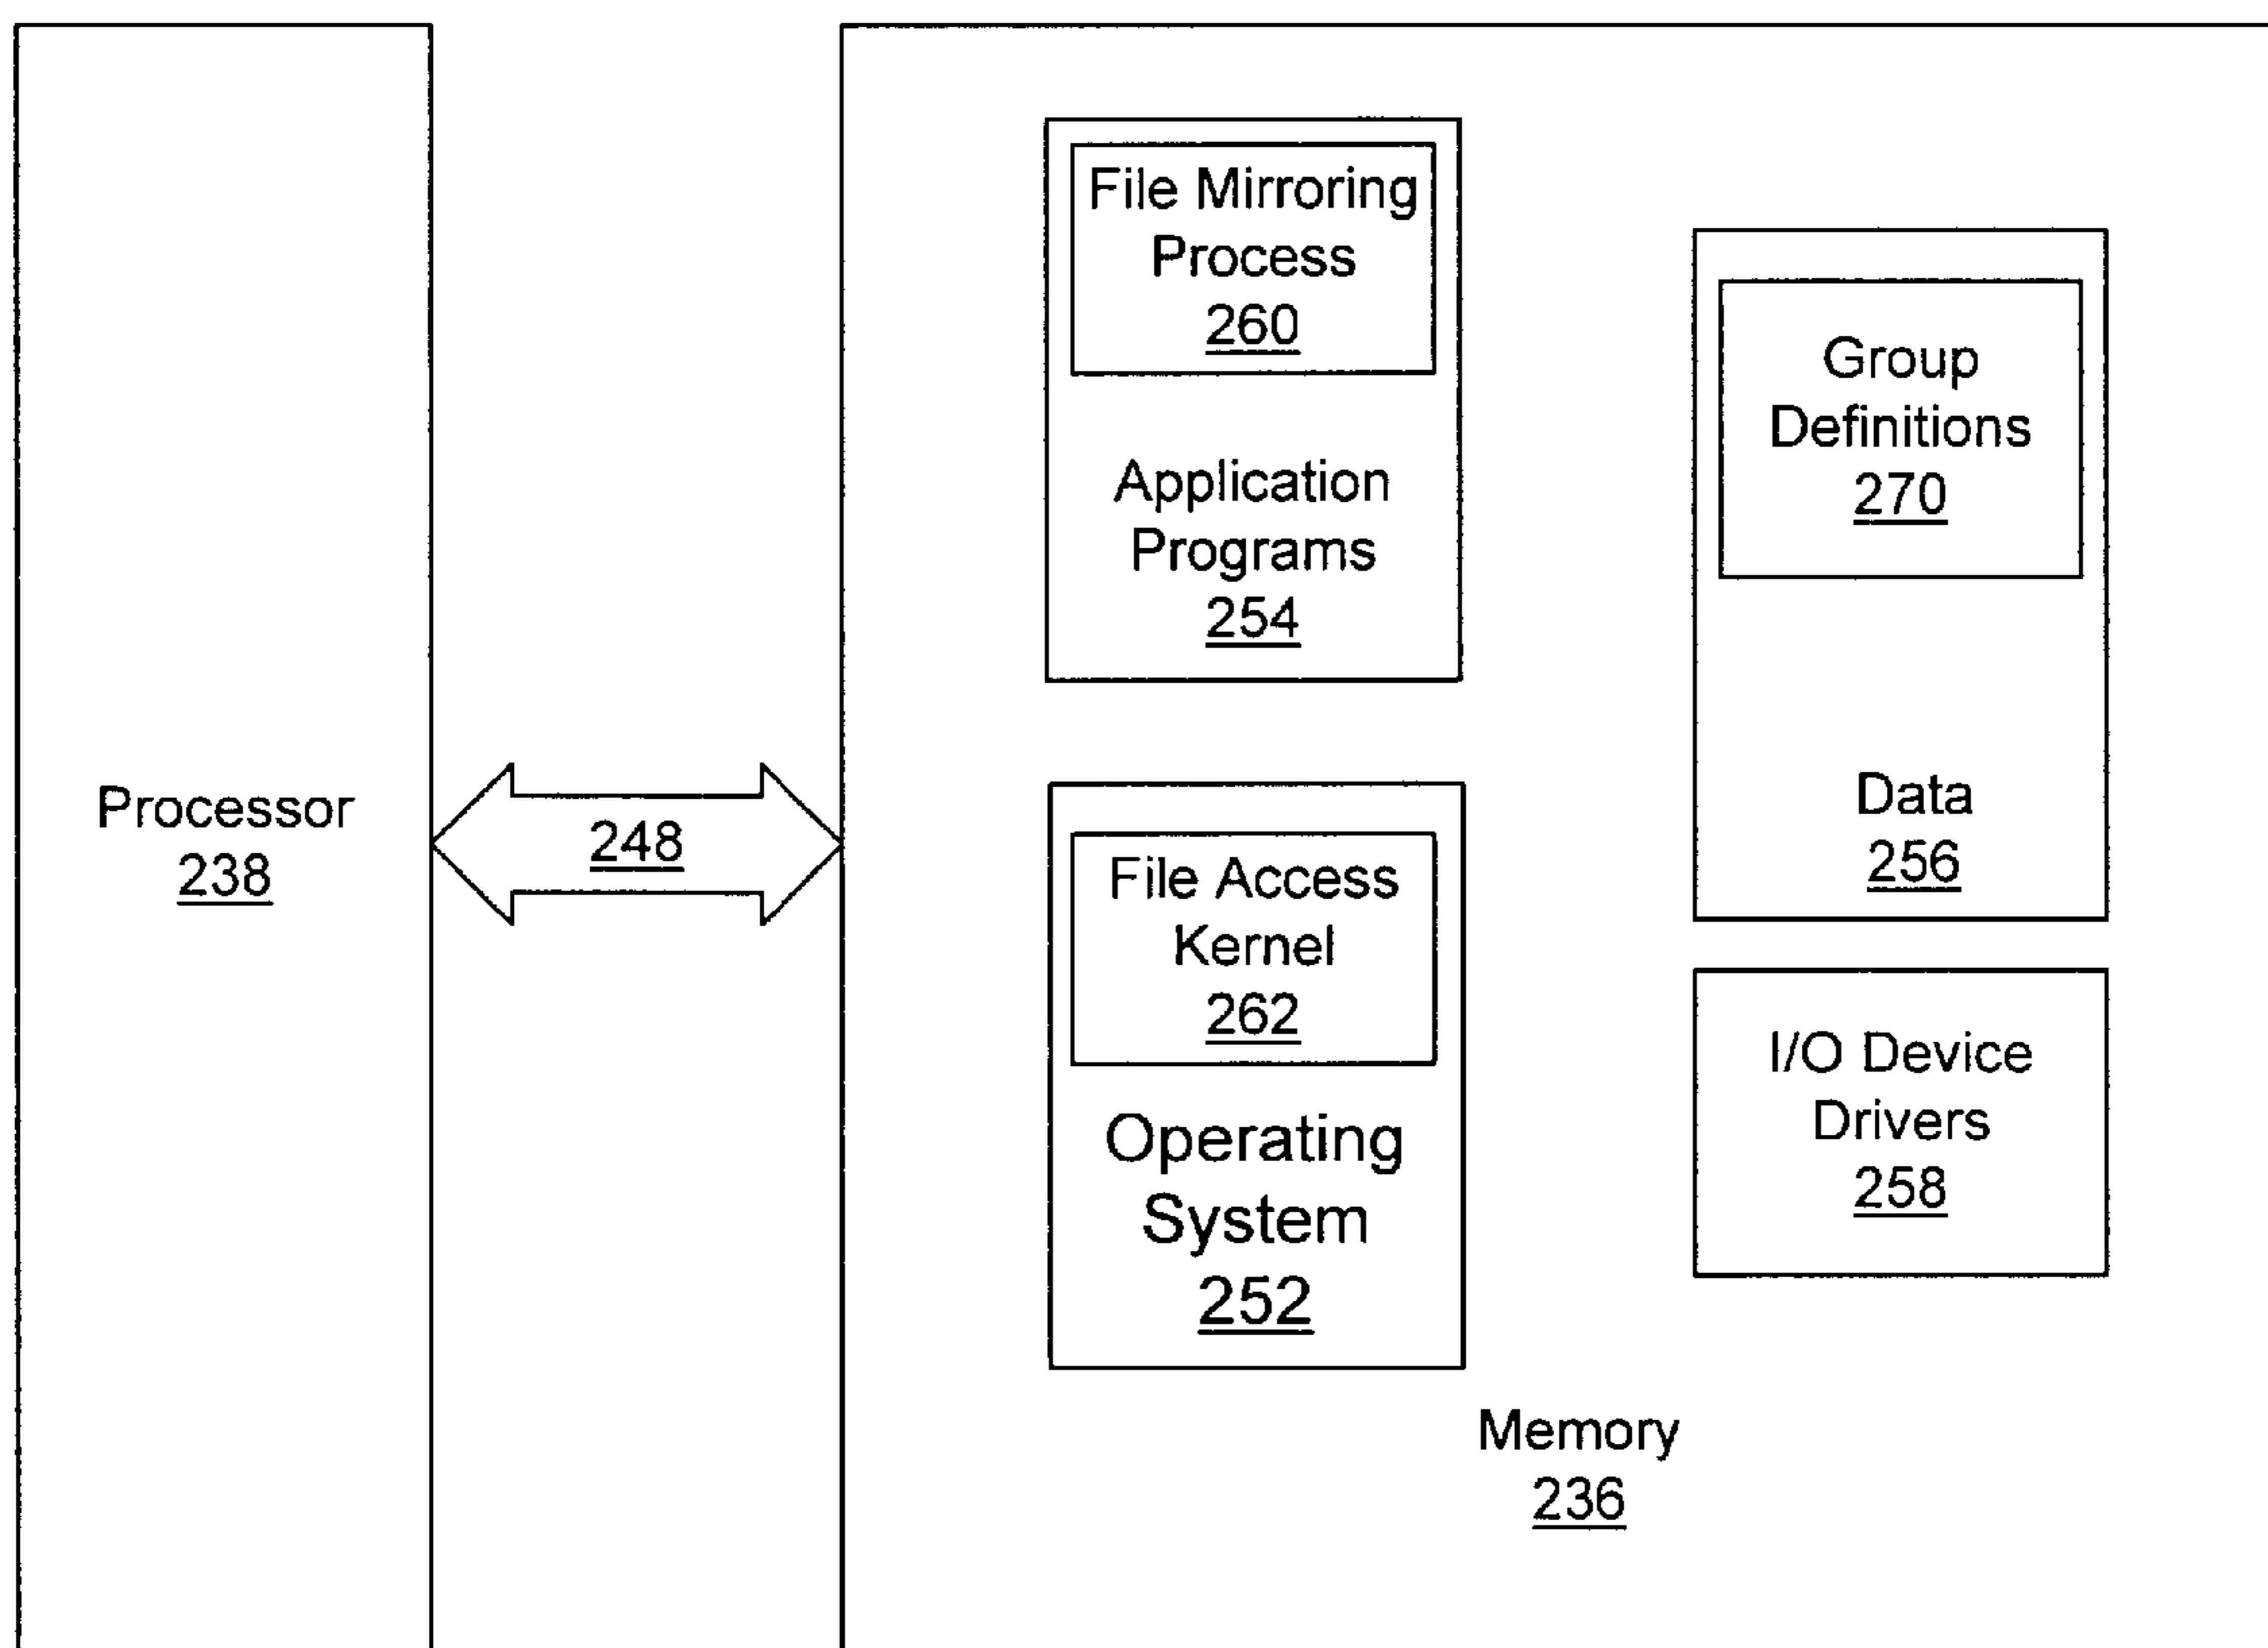 Processor
238
248
File Mirroring
Process
260
Application
Programs
254
File Access
Kernel
262
Operating
System
252
Group
Definitions
270
Data
256
I/O Device
Drivers
258
Memory
236